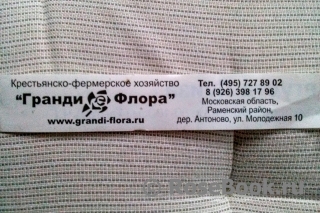 Крестьянско-фермерское хозяйство
"Гранди Флора"
www.grandi-flora.ru
Тел. (495) 727 89 02
8 (926) 398 17 96
Московская область,
Раменский район,
дер. Антоново, ул. Молодежная 10